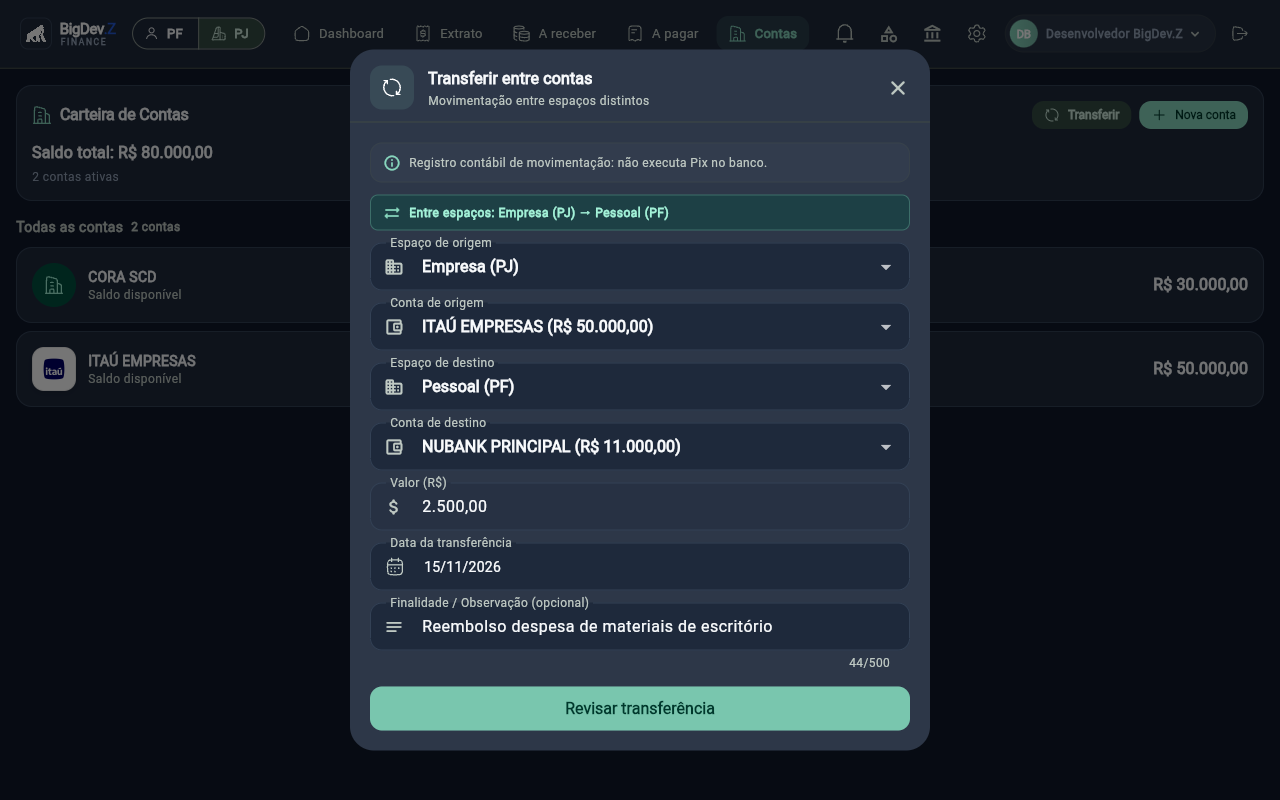 BigDev.Z
FINANCE
PF
PJ
Dashboard
Extrato
A receber
A pagar
Contas
DB
Desenvolvedor BigDev.Z
Transferir entre contas
Movimentação entre espaços distintos
Carteira de Contas
Transferir
Nova conta
Saldo total: R$ 80.000,00
2 contas ativas
Registro contábil de movimentação: não executa Pix no banco.
Entre espaços: Empresa (PJ) → Pessoal (PF)
Todas as contas 2 contas
Espaço de origem
Empresa (PJ)
CORA SCD
Saldo disponível
R$ 30.000,00
Conta de origem
ITAÚ EMPRESAS (R$ 50.000,00)
itaú
ITAÚ EMPRESAS
Saldo disponível
R$ 50.000,00
Espaço de destino
Pessoal (PF)
Conta de destino
NUBANK PRINCIPAL (R$ 11.000,00)
Valor (R$)
$ 2.500,00
Data da transferência
15/11/2026
Finalidade / Observação (opcional)
Reembolso despesa de materiais de escritório
44/500
Revisar transferência